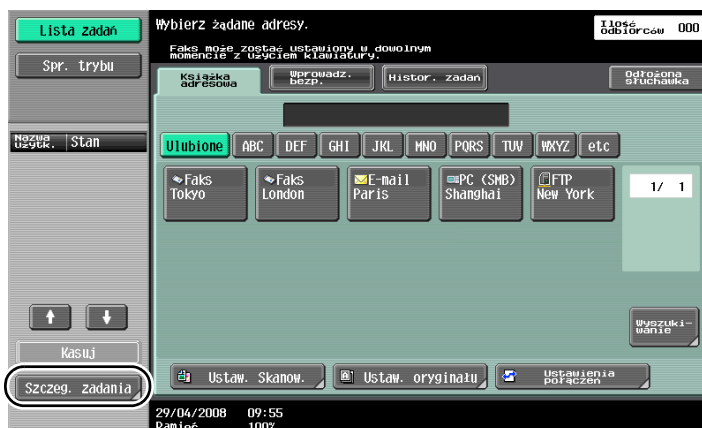 Lista zadań
Spr. trybu
Nazwa użytk.
Stan
Kasuj
Szczeg. zadania
Wybierz żądane adresy.
Ilość odbiorców 000
Faks może zostać ustawiony w dowolnym
momencie z użyciem klawiatury.
Książka adresowa
Wprowadz. bezp.
Histor. zadań
Odłożona słuchawka
Ulubione ABC DEF GHI JKL MNO PQRS TUV WXYZ etc
Faks Tokyo
Faks London
E-mail Paris
PC (SMB) Shanghai
FTP New York
1/ 1
Wyszuki-
wanie
Ustaw. Skanow.
Ustaw. oryginału
Ustawienia połączeń
29/04/2008 09:55
Pamięć 100%